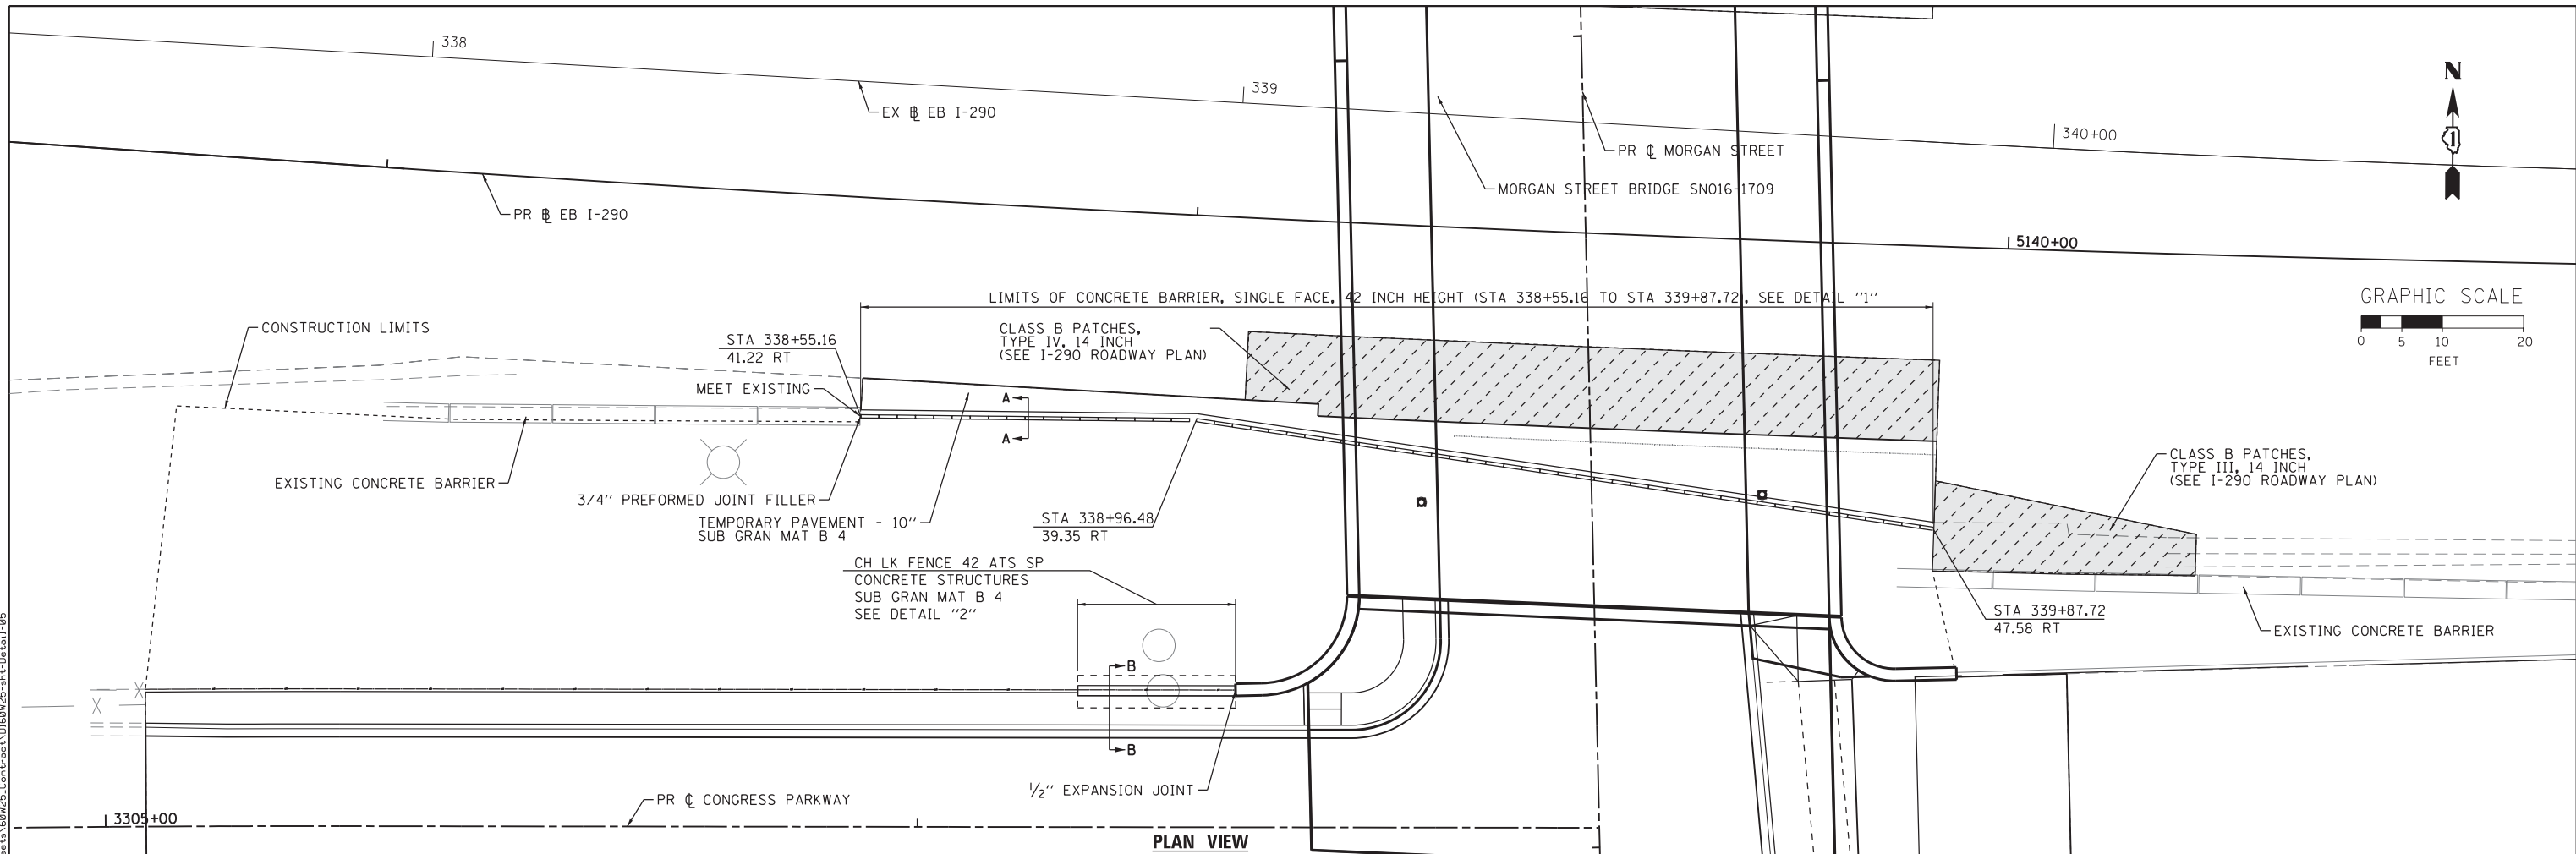 338
339
340+00
N
1
EX ⅊ EB I-290
PR ℄ MORGAN STREET
MORGAN STREET BRIDGE SN016-1709
PR ⅊ EB I-290
5140+00
LIMITS OF CONCRETE BARRIER, SINGLE FACE, 42 INCH HEIGHT (STA 338+55.16 TO STA 339+87.72), SEE DETAIL "1"
GRAPHIC SCALE
0 5 10 20
FEET
CONSTRUCTION LIMITS
STA 338+55.16
41.22 RT
CLASS B PATCHES,
TYPE IV, 14 INCH
(SEE I-290 ROADWAY PLAN)
MEET EXISTING
A
A
EXISTING CONCRETE BARRIER
3/4" PREFORMED JOINT FILLER
TEMPORARY PAVEMENT - 10"
SUB GRAN MAT B 4
STA 338+96.48
39.35 RT
CLASS B PATCHES,
TYPE III, 14 INCH
(SEE I-290 ROADWAY PLAN)
CH LK FENCE 42 ATS SP
CONCRETE STRUCTURES
SUB GRAN MAT B 4
SEE DETAIL "2"
STA 339+87.72
47.58 RT
EXISTING CONCRETE BARRIER
B
B
1/2" EXPANSION JOINT
PR ℄ CONGRESS PARKWAY
3305+00
PLAN VIEW